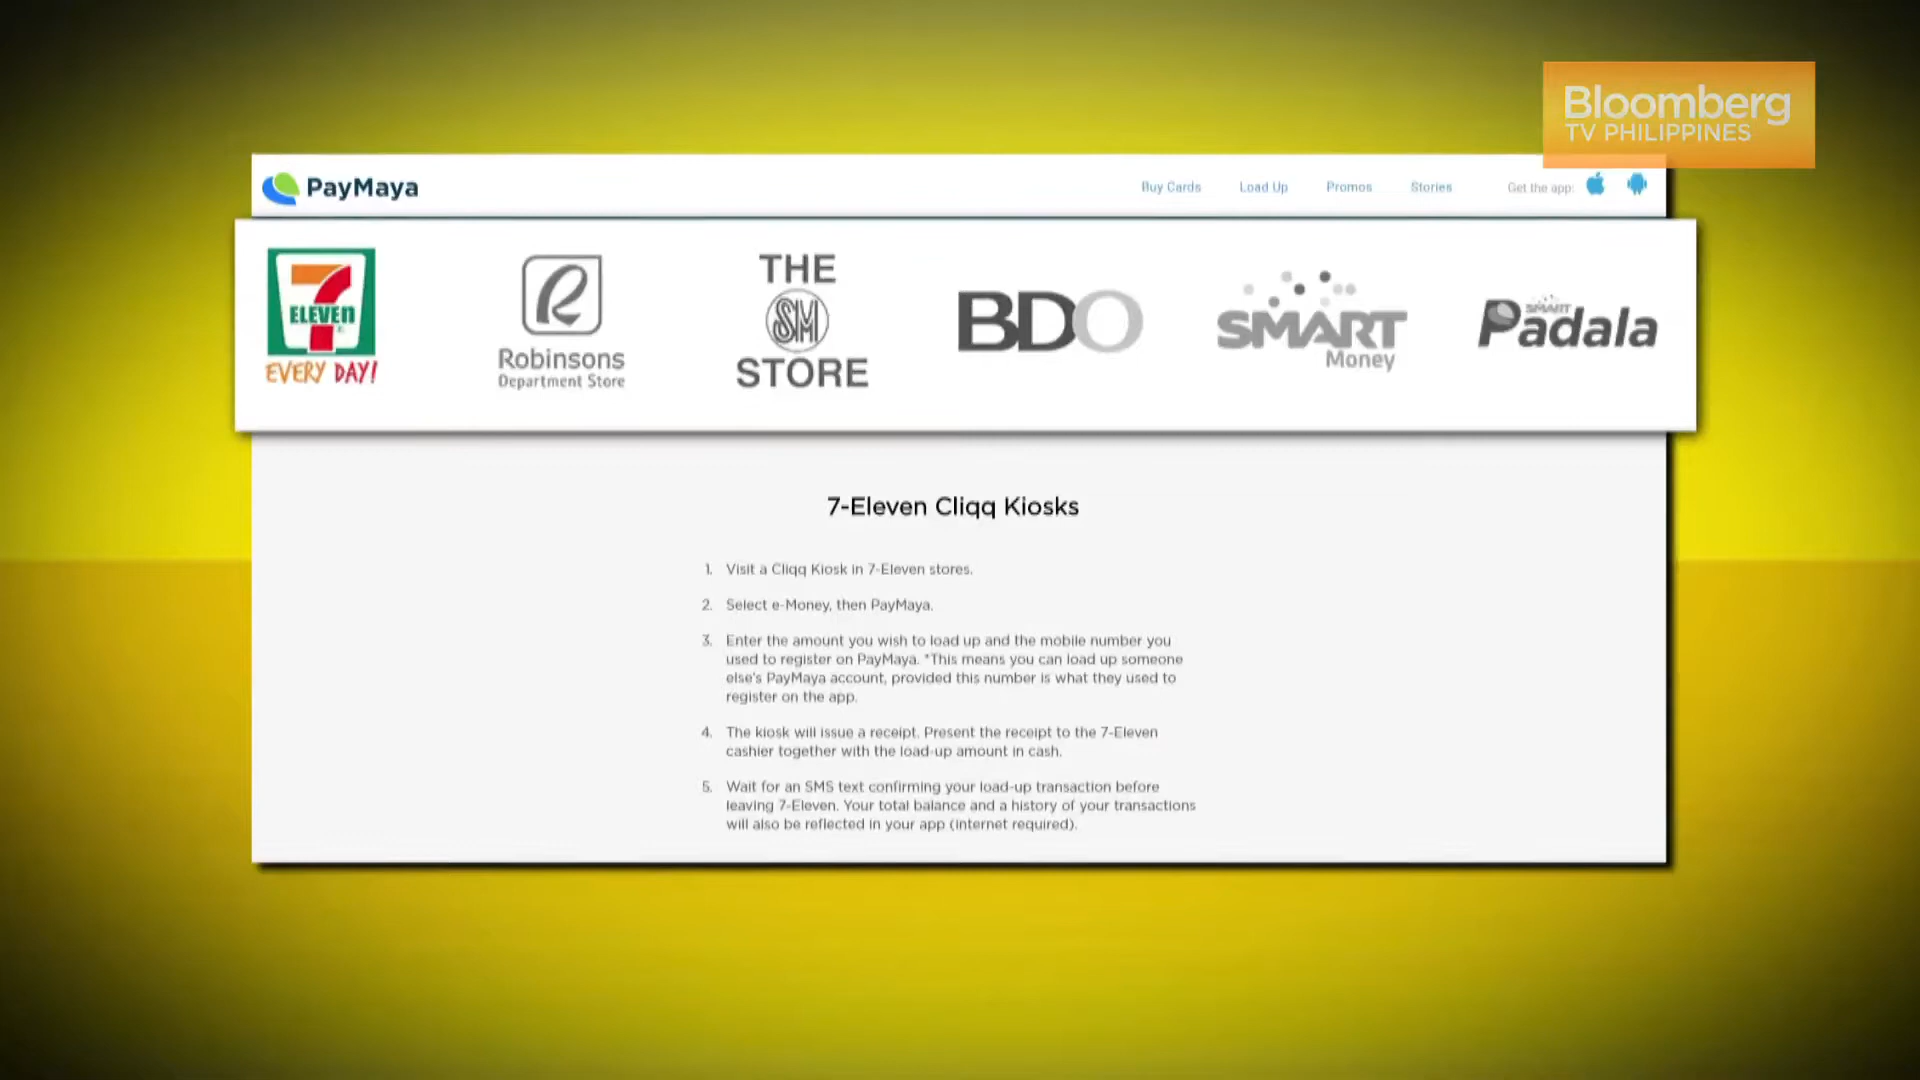 Bloomberg
TV PHILIPPINES
PayMaya
Buy Cards
Load Up
Promos
Stories
Get the app:
7
ELEVEN
EVERY DAY!
R
Robinsons
Department Store
THE
SM
STORE
BDO
SMART
Money
SMART
Padala
7-Eleven Cliqq Kiosks
1. Visit a Cliqq Kiosk in 7-Eleven stores.
2. Select e-Money, then PayMaya.
3. Enter the amount you wish to load up and the mobile number you
used to register on PayMaya. *This means you can load up someone
else's PayMaya account, provided this number is what they used to
register on the app.
4. The kiosk will issue a receipt. Present the receipt to the 7-Eleven
cashier together with the load-up amount in cash.
5. Wait for an SMS text confirming your load-up transaction before
leaving 7-Eleven. Your total balance and a history of your transactions
will also be reflected in your app (internet required).